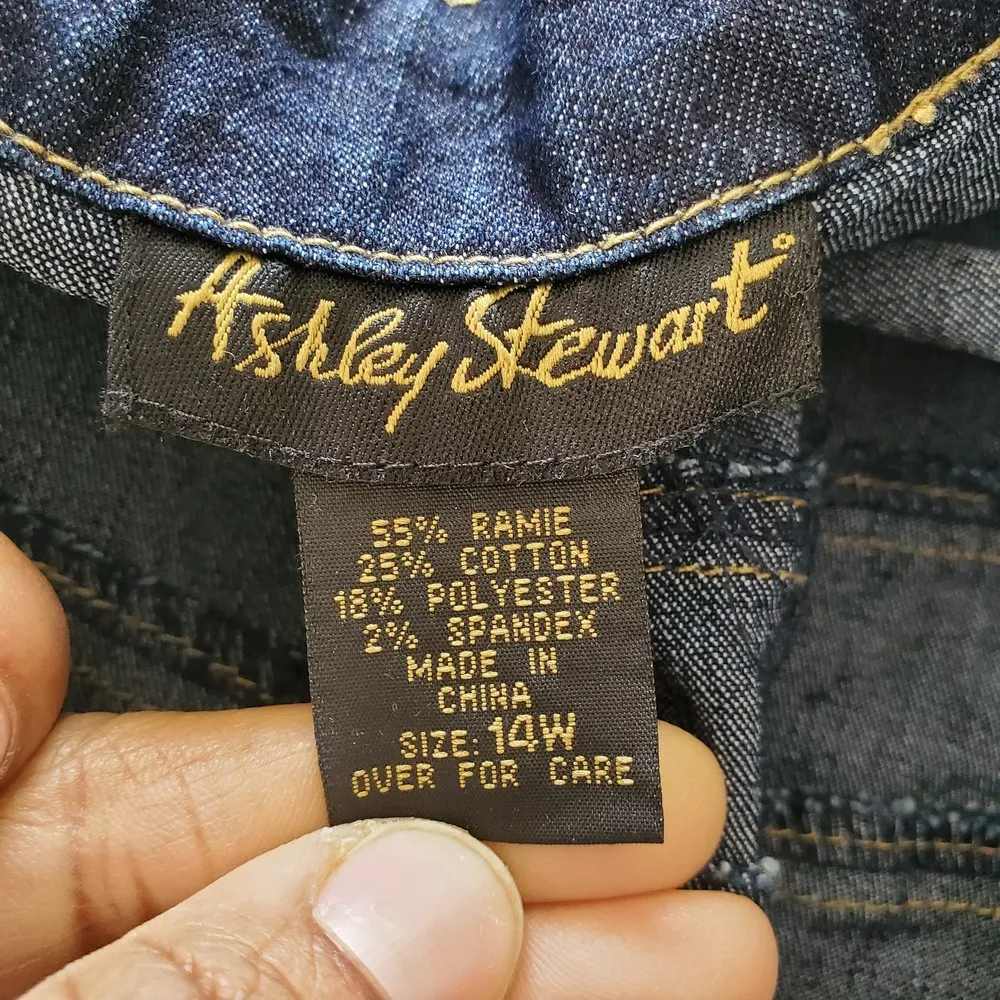 Ashley Stewart
55% RAMIE
25% COTTON
18% POLYESTER
2% SPANDEX
MADE IN
CHINA
SIZE: 14W
OVER FOR CARE